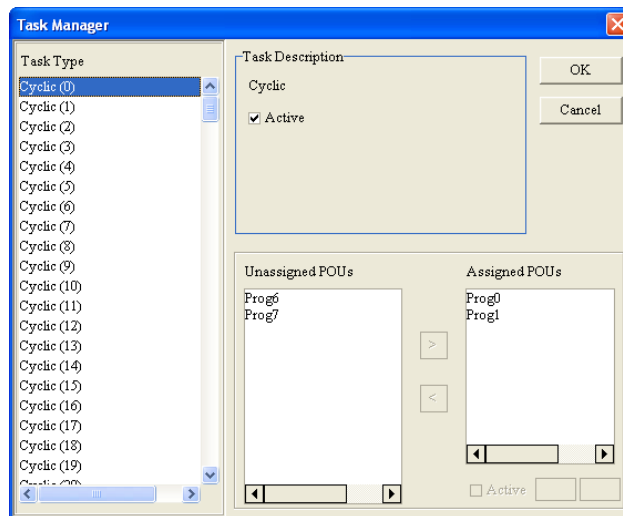 Task Manager
Task Type
Cyclic (0)
Cyclic (1)
Cyclic (2)
Cyclic (3)
Cyclic (4)
Cyclic (5)
Cyclic (6)
Cyclic (7)
Cyclic (8)
Cyclic (9)
Cyclic (10)
Cyclic (11)
Cyclic (12)
Cyclic (13)
Cyclic (14)
Cyclic (15)
Cyclic (16)
Cyclic (17)
Cyclic (18)
Cyclic (19)
Task Description
Cyclic
Active
OK
Cancel
Unassigned POUs
Prog6
Prog7
>
<
Assigned POUs
Prog0
Prog1
Active